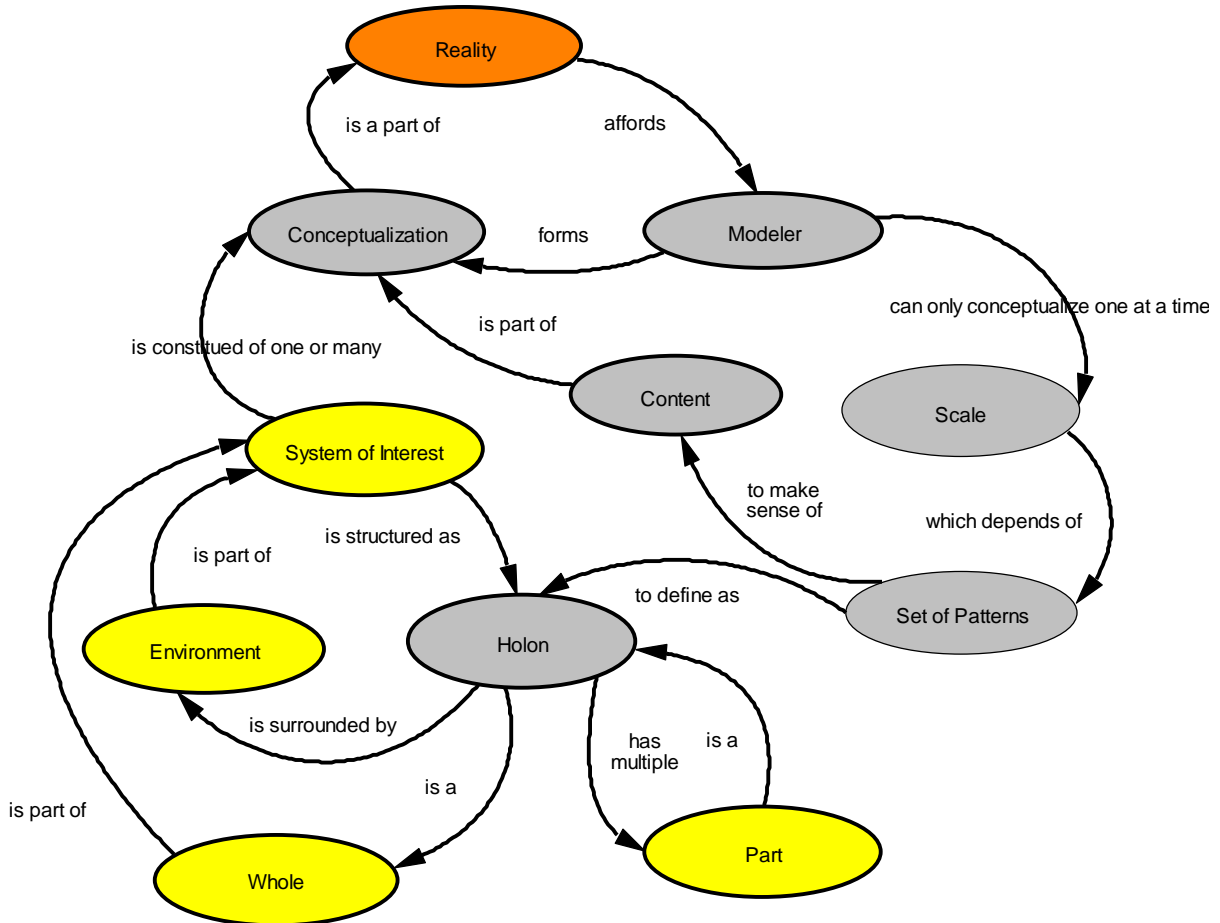 Reality
is a part of
affords
Conceptualization
forms
Modeler
can only conceptualize one at a time
is part of
is constitued of one or many
Content
Scale
System of Interest
to make
sense of
which depends of
is structured as
is part of
to define as
Set of Patterns
Environment
Holon
is surrounded by
has
multiple
is a
is a
is part of
Part
Whole